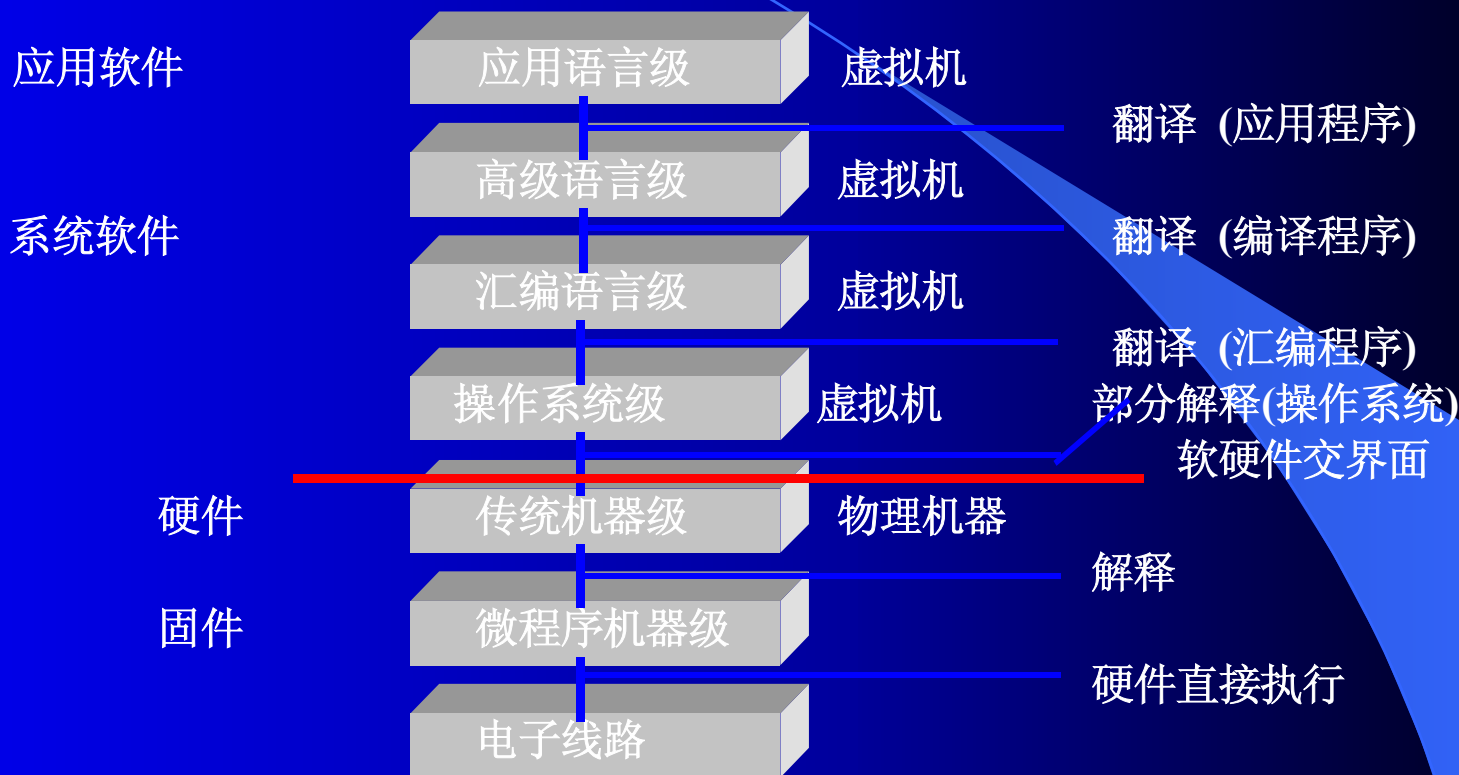 应用软件 应用语言级 虚拟机
翻译 (应用程序)
高级语言级 虚拟机
系统软件 翻译 (编译程序)
汇编语言级 虚拟机
翻译 (汇编程序)
操作系统级 虚拟机 部分解释(操作系统)
软硬件交界面
硬件 传统机器级 物理机器
解释
固件 微程序机器级
硬件直接执行
电子线路